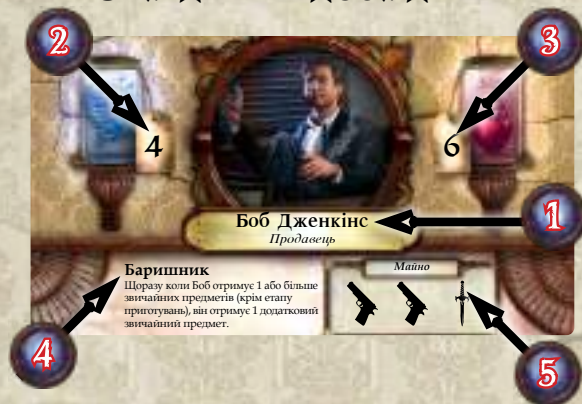 2
3
4
6
Боб Дженкінс
1
Продавець
Баришник
Щоразу коли Боб отримує 1 або більше
звичайних предметів (крім етапу
приготувань), він отримує 1 додатковий
звичайний предмет.
Майно
4
5